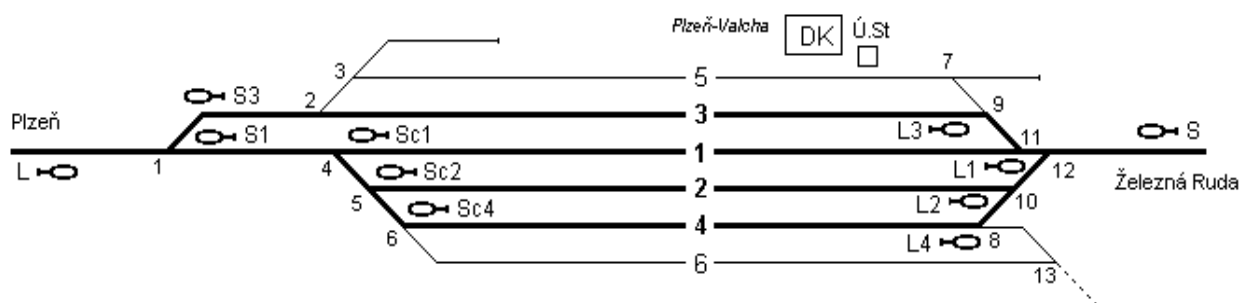 Plzeň-Valcha DK Ú.St
3 5 7
S3 2 3 9
Plzeň S1 Sc1 L3 11 S
L 1 4 1 L1 12
Sc2 2 Železná Ruda
5 Sc4 L2 10
6 4 L4 8
6 13